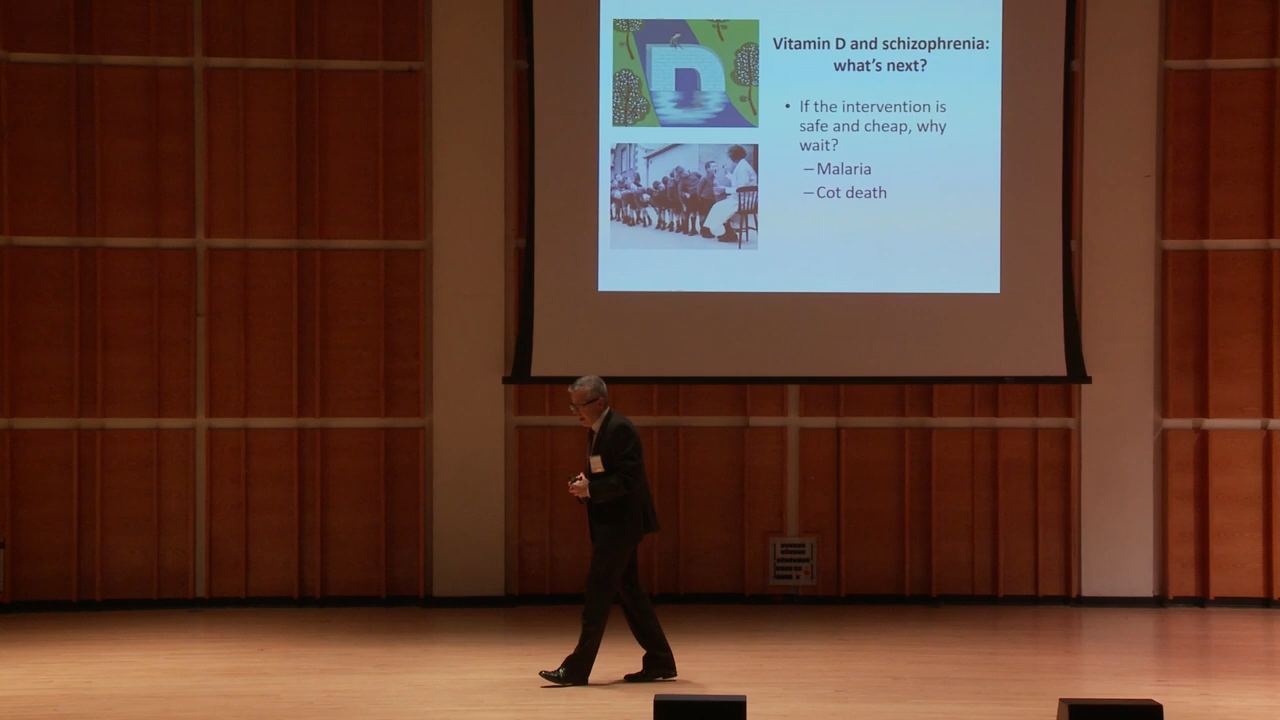 Vitamin D and schizophrenia:
what's next?
• If the intervention is
safe and cheap, why
wait?
–Malaria
–Cot death
D